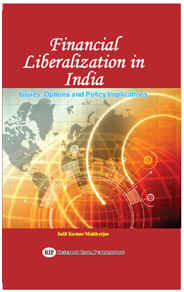 Financial
Liberalization in
India
Issues, Options and Policy Implications
Salil Kumar Mukherjee
RIP